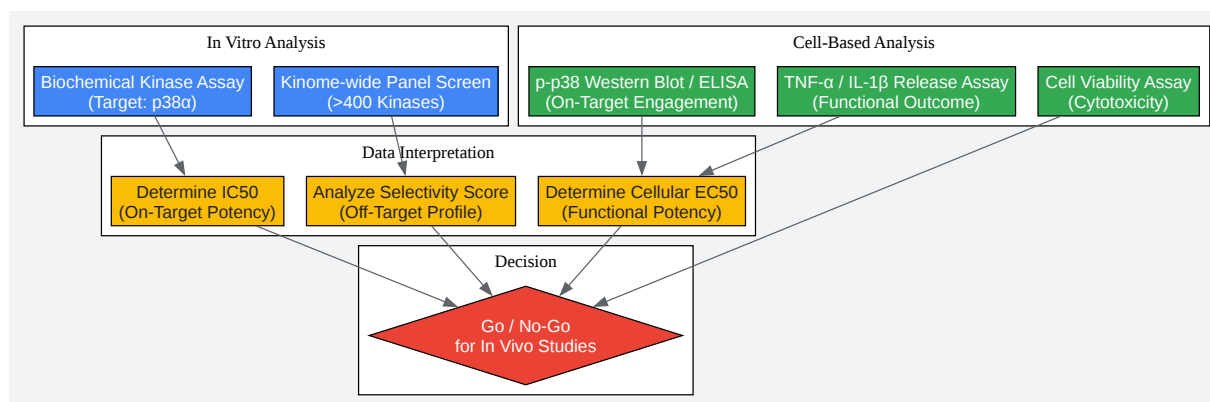 In Vitro Analysis
Biochemical Kinase Assay
(Target: p38α)
Kinome-wide Panel Screen
(>400 Kinases)
Cell-Based Analysis
p-p38 Western Blot / ELISA
(On-Target Engagement)
TNF-α / IL-1β Release Assay
(Functional Outcome)
Cell Viability Assay
(Cytotoxicity)
Data Interpretation
Determine IC50
(On-Target Potency)
Analyze Selectivity Score
(Off-Target Profile)
Determine Cellular EC50
(Functional Potency)
Decision
Go / No-Go
for In Vivo Studies